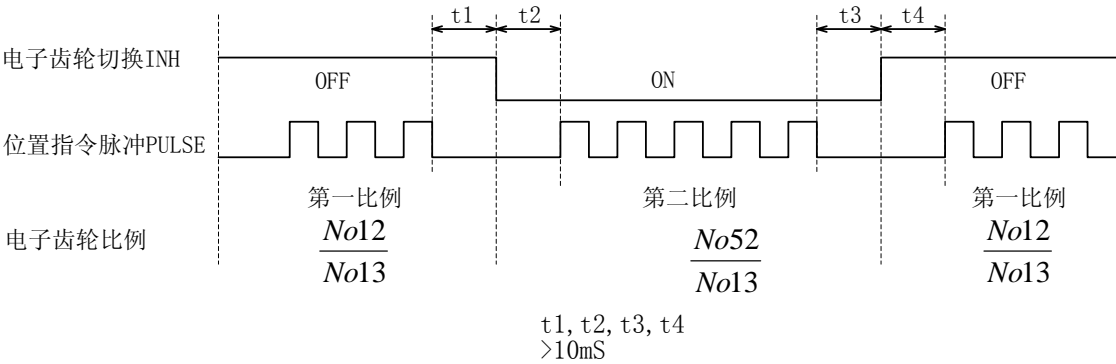 t1 t2 t3 t4
电子齿轮切换INH
OFF ON OFF
位置指令脉冲PULSE
第一比例 第二比例 第一比例
电子齿轮比例
No12 No52 No12
No13 No13 No13
t1,t2,t3,t4
>10mS